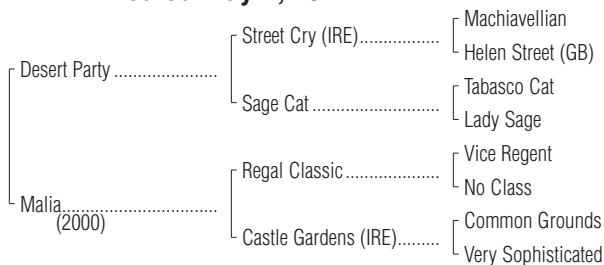 Machiavellian
Street Cry (IRE)
Helen Street (GB)
Desert Party
Tabasco Cat
Sage Cat
Lady Sage
Vice Regent
Regal Classic
No Class
Malia
(2000)
Common Grounds
Castle Gardens (IRE)
Very Sophisticated